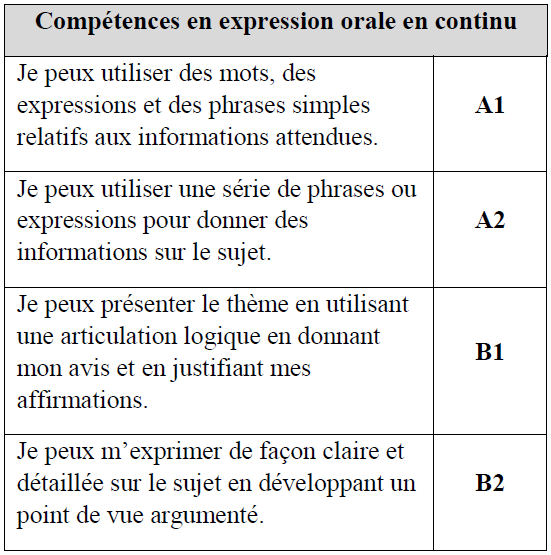 Compétences en expression orale en continu
Je peux utiliser des mots, des
expressions et des phrases simples
relatifs aux informations attendues.
A1
Je peux utiliser une série de phrases ou
expressions pour donner des
informations sur le sujet.
A2
Je peux présenter le thème en utilisant
une articulation logique en donnant
mon avis et en justifiant mes
affirmations.
B1
Je peux m’exprimer de façon claire et
détaillée sur le sujet en développant un
point de vue argumenté.
B2